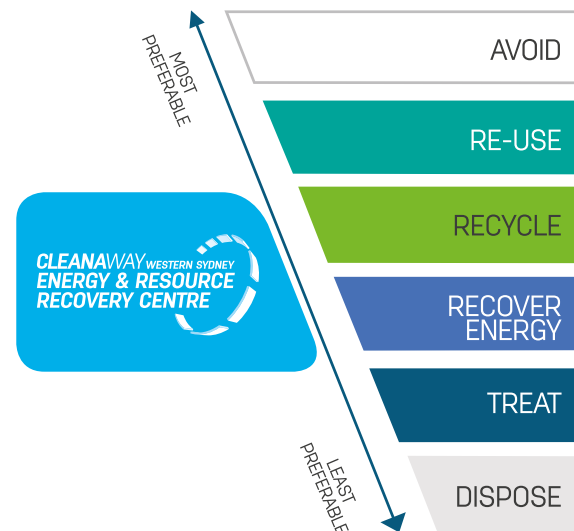 MOST
PREFERABLE
AVOID
RE-USE
RECYCLE
CLEANAWAY WESTERN SYDNEY
ENERGY & RESOURCE
RECOVERY CENTRE
RECOVER
ENERGY
TREAT
LEAST
PREFERABLE
DISPOSE